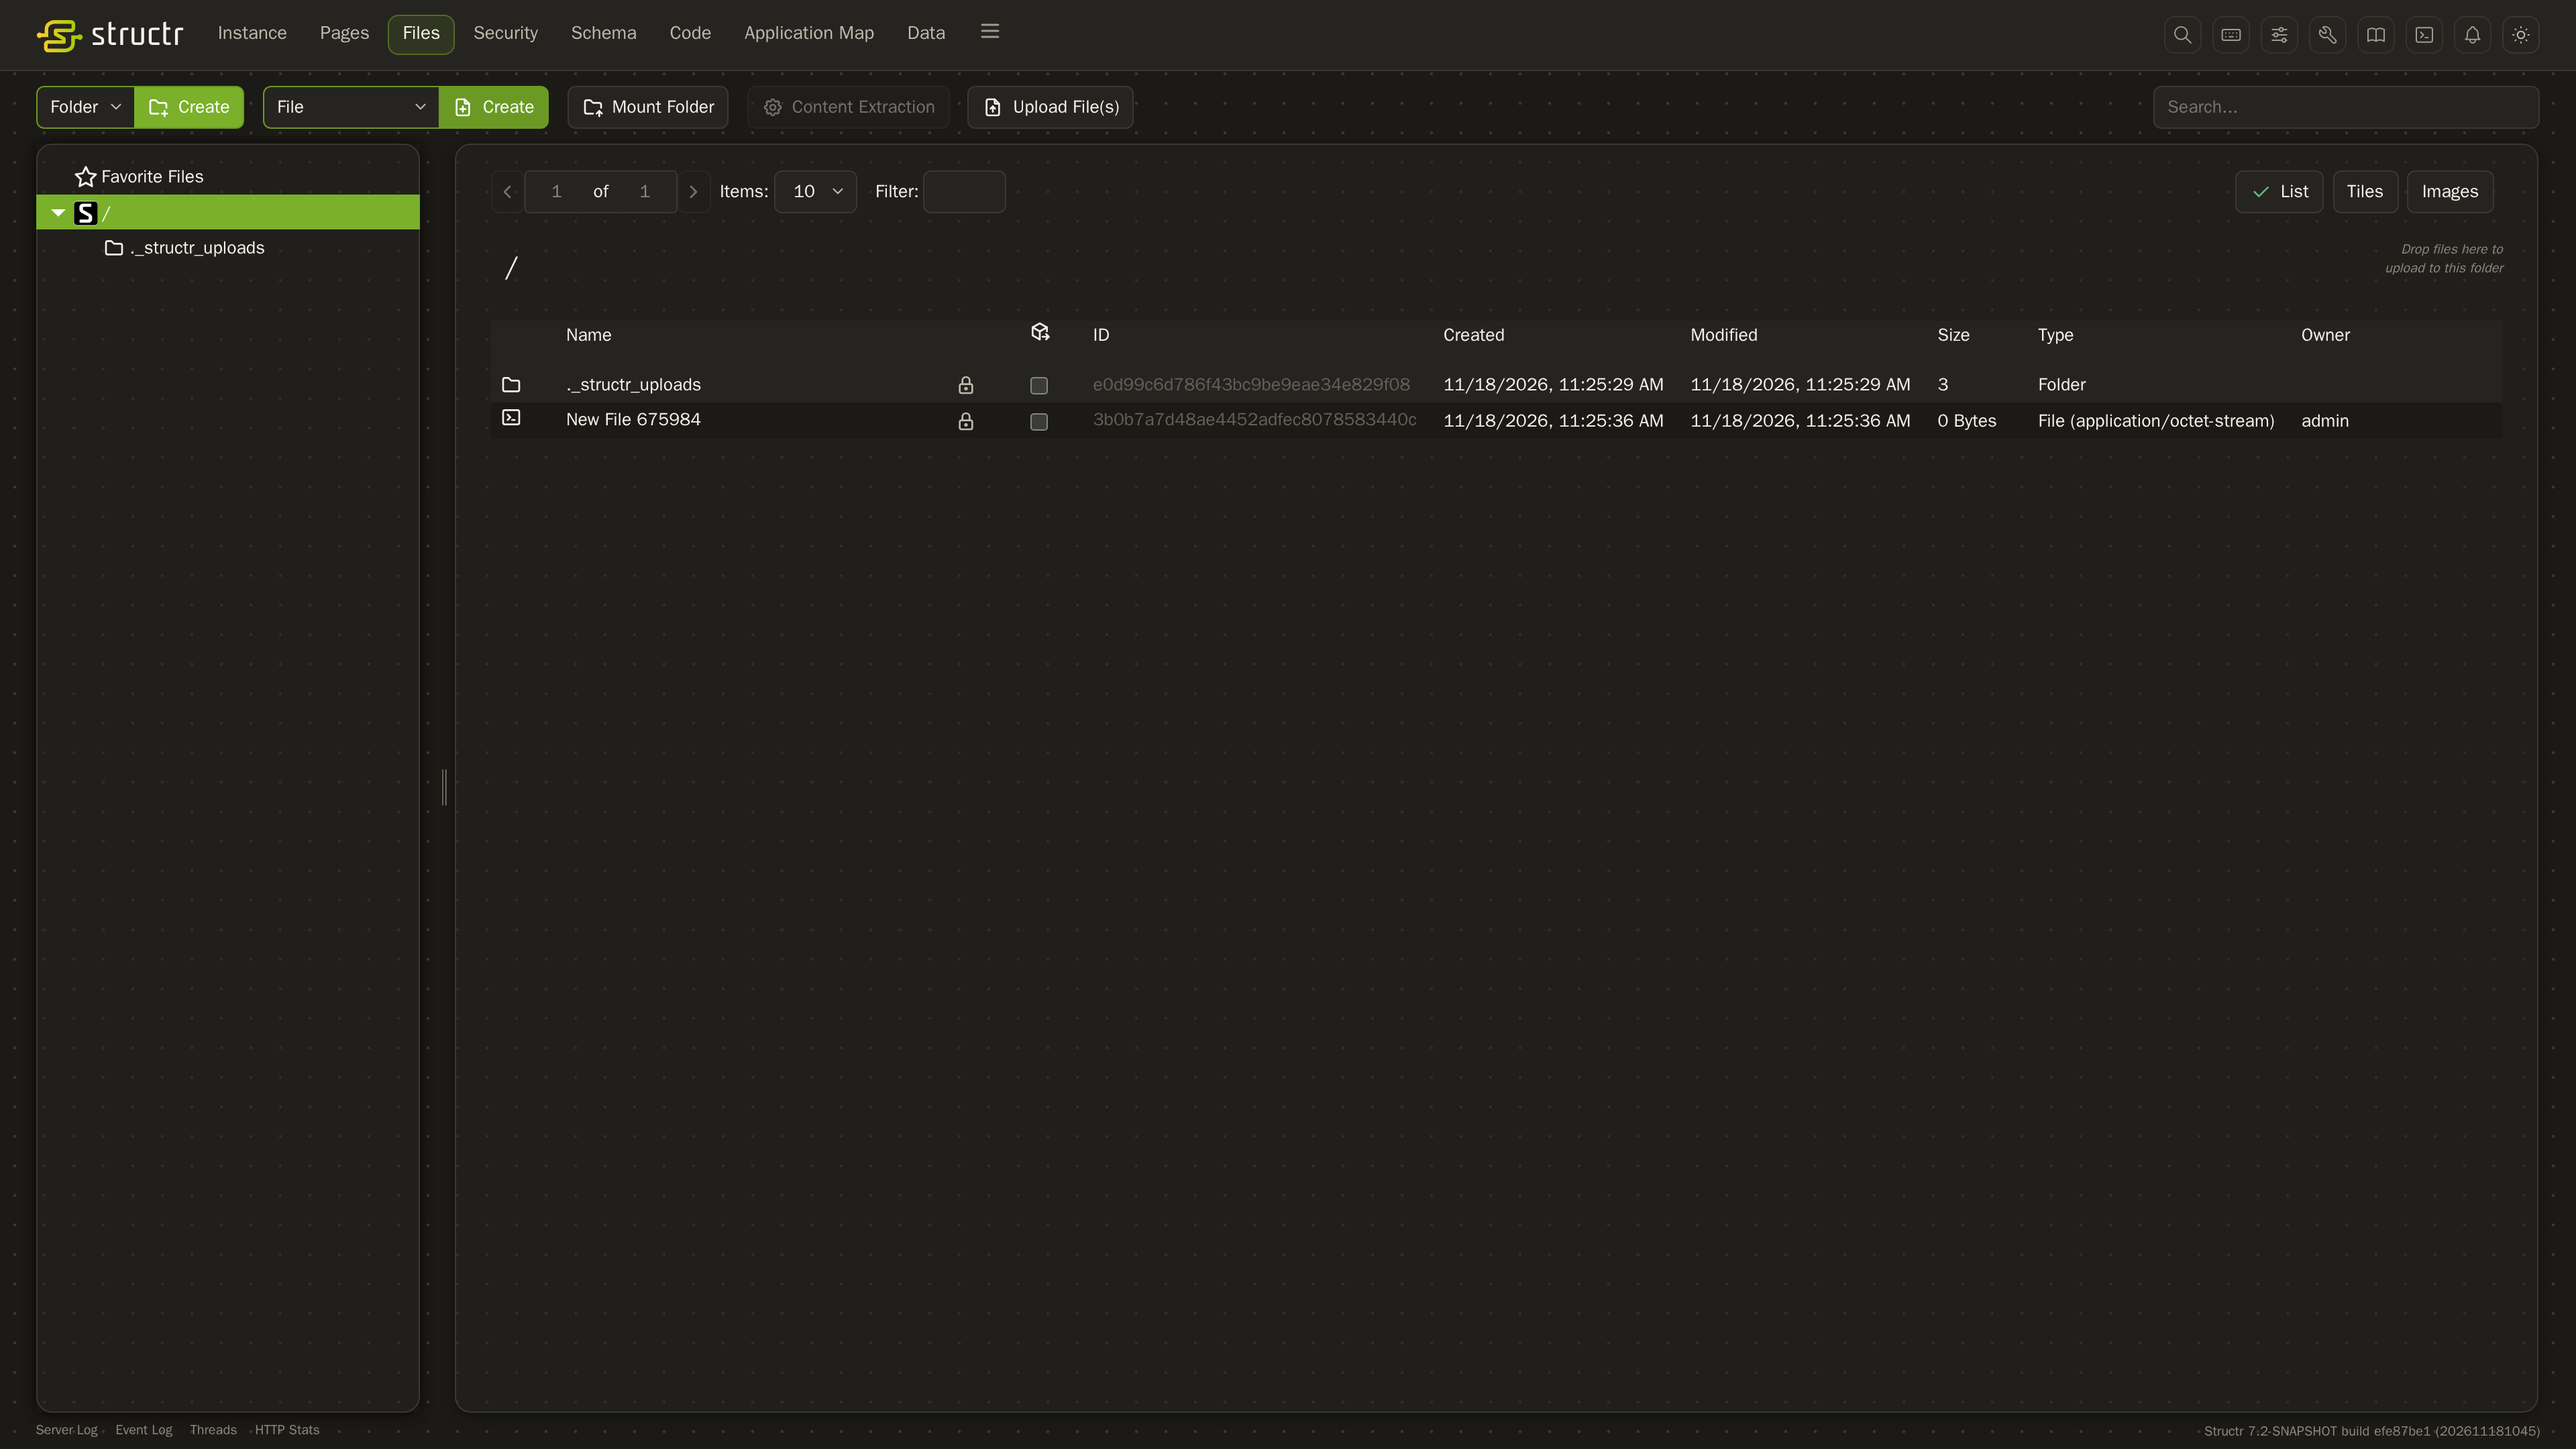 structr Instance Pages Files Security Schema Code Application Map Data
Folder Create File Create Mount Folder Content Extraction Upload File(s) Search...
Favorite Files
/
._structr_uploads
1 of 1 Items: 10 Filter: List Tiles Images
/
Drop files here to
upload to this folder
Name ID Created Modified Size Type Owner
._structr_uploads e0d99c6d786f43bc9be9eae34e829f08 11/18/2026, 11:25:29 AM 11/18/2026, 11:25:29 AM 3 Folder
New File 675984 3b0b7a7d48ae4452adfec8078583440c 11/18/2026, 11:25:36 AM 11/18/2026, 11:25:36 AM 0 Bytes File (application/octet-stream) admin
Server Log Event Log Threads HTTP Stats
Structr 7.2-SNAPSHOT build efe87be1 (202611181045)